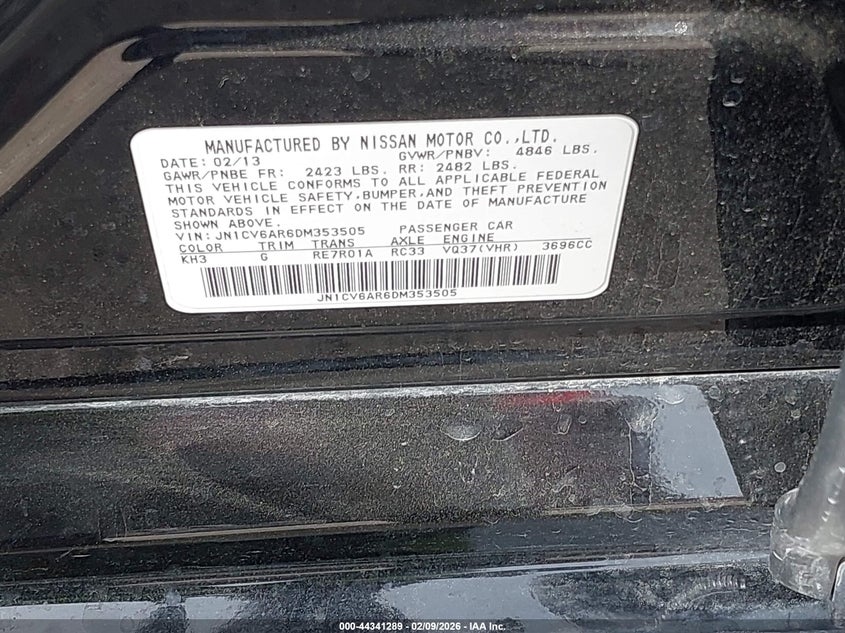 MANUFACTURED BY NISSAN MOTOR CO.,LTD.
DATE: 02/13 GVWR/PNBV: 4846 LBS.
GAWR/PNBE FR: 2423 LBS. RR: 2482 LBS.
THIS VEHICLE CONFORMS TO ALL APPLICABLE FEDERAL
MOTOR VEHICLE SAFETY,BUMPER,AND THEFT PREVENTION
STANDARDS IN EFFECT ON THE DATE OF MANUFACTURE
SHOWN ABOVE.
VIN: JN1CV6AR6DM353505 PASSENGER CAR
COLOR TRIM TRANS AXLE ENGINE
KH3 G RE7R01A RC33 VQ37(VHR) 3696CC
JN1CV6AR6DM353505
000-44341289 - 02/09/2026 - IAA Inc.